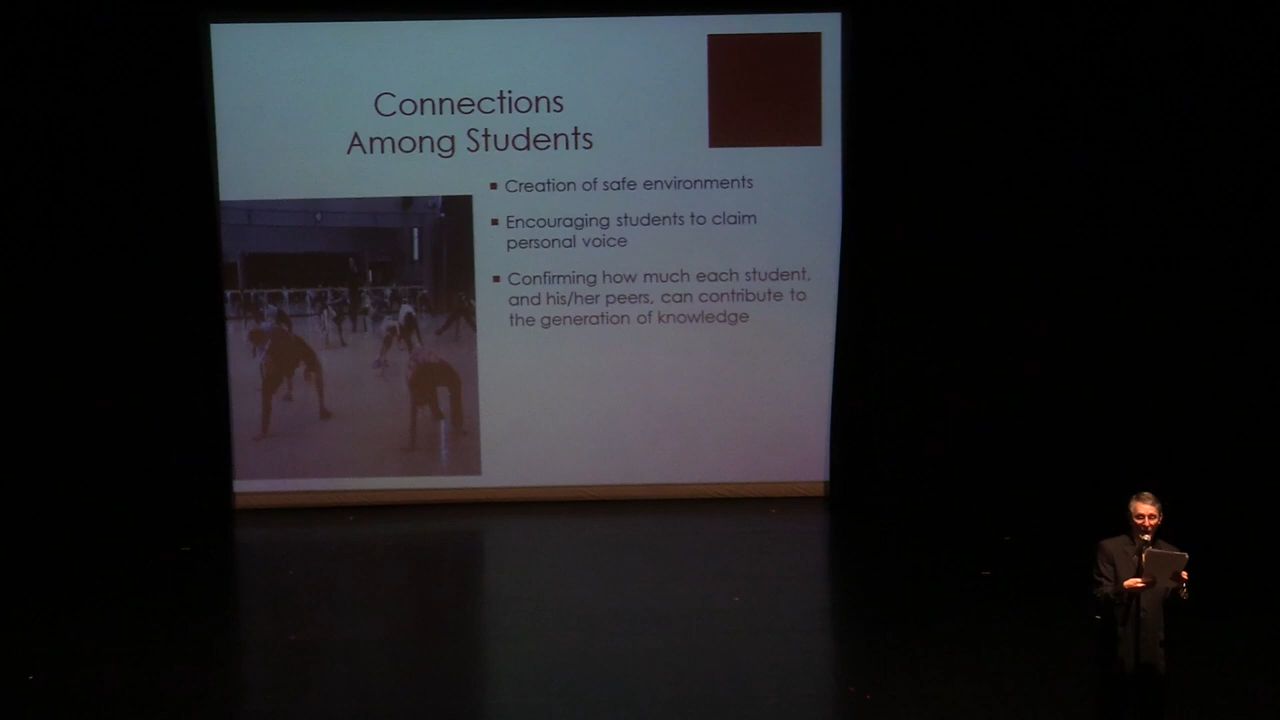 Connections
Among Students
▪ Creation of safe environments
▪ Encouraging students to claim
personal voice
▪ Confirming how much each student,
and his/her peers, can contribute to
the generation of knowledge